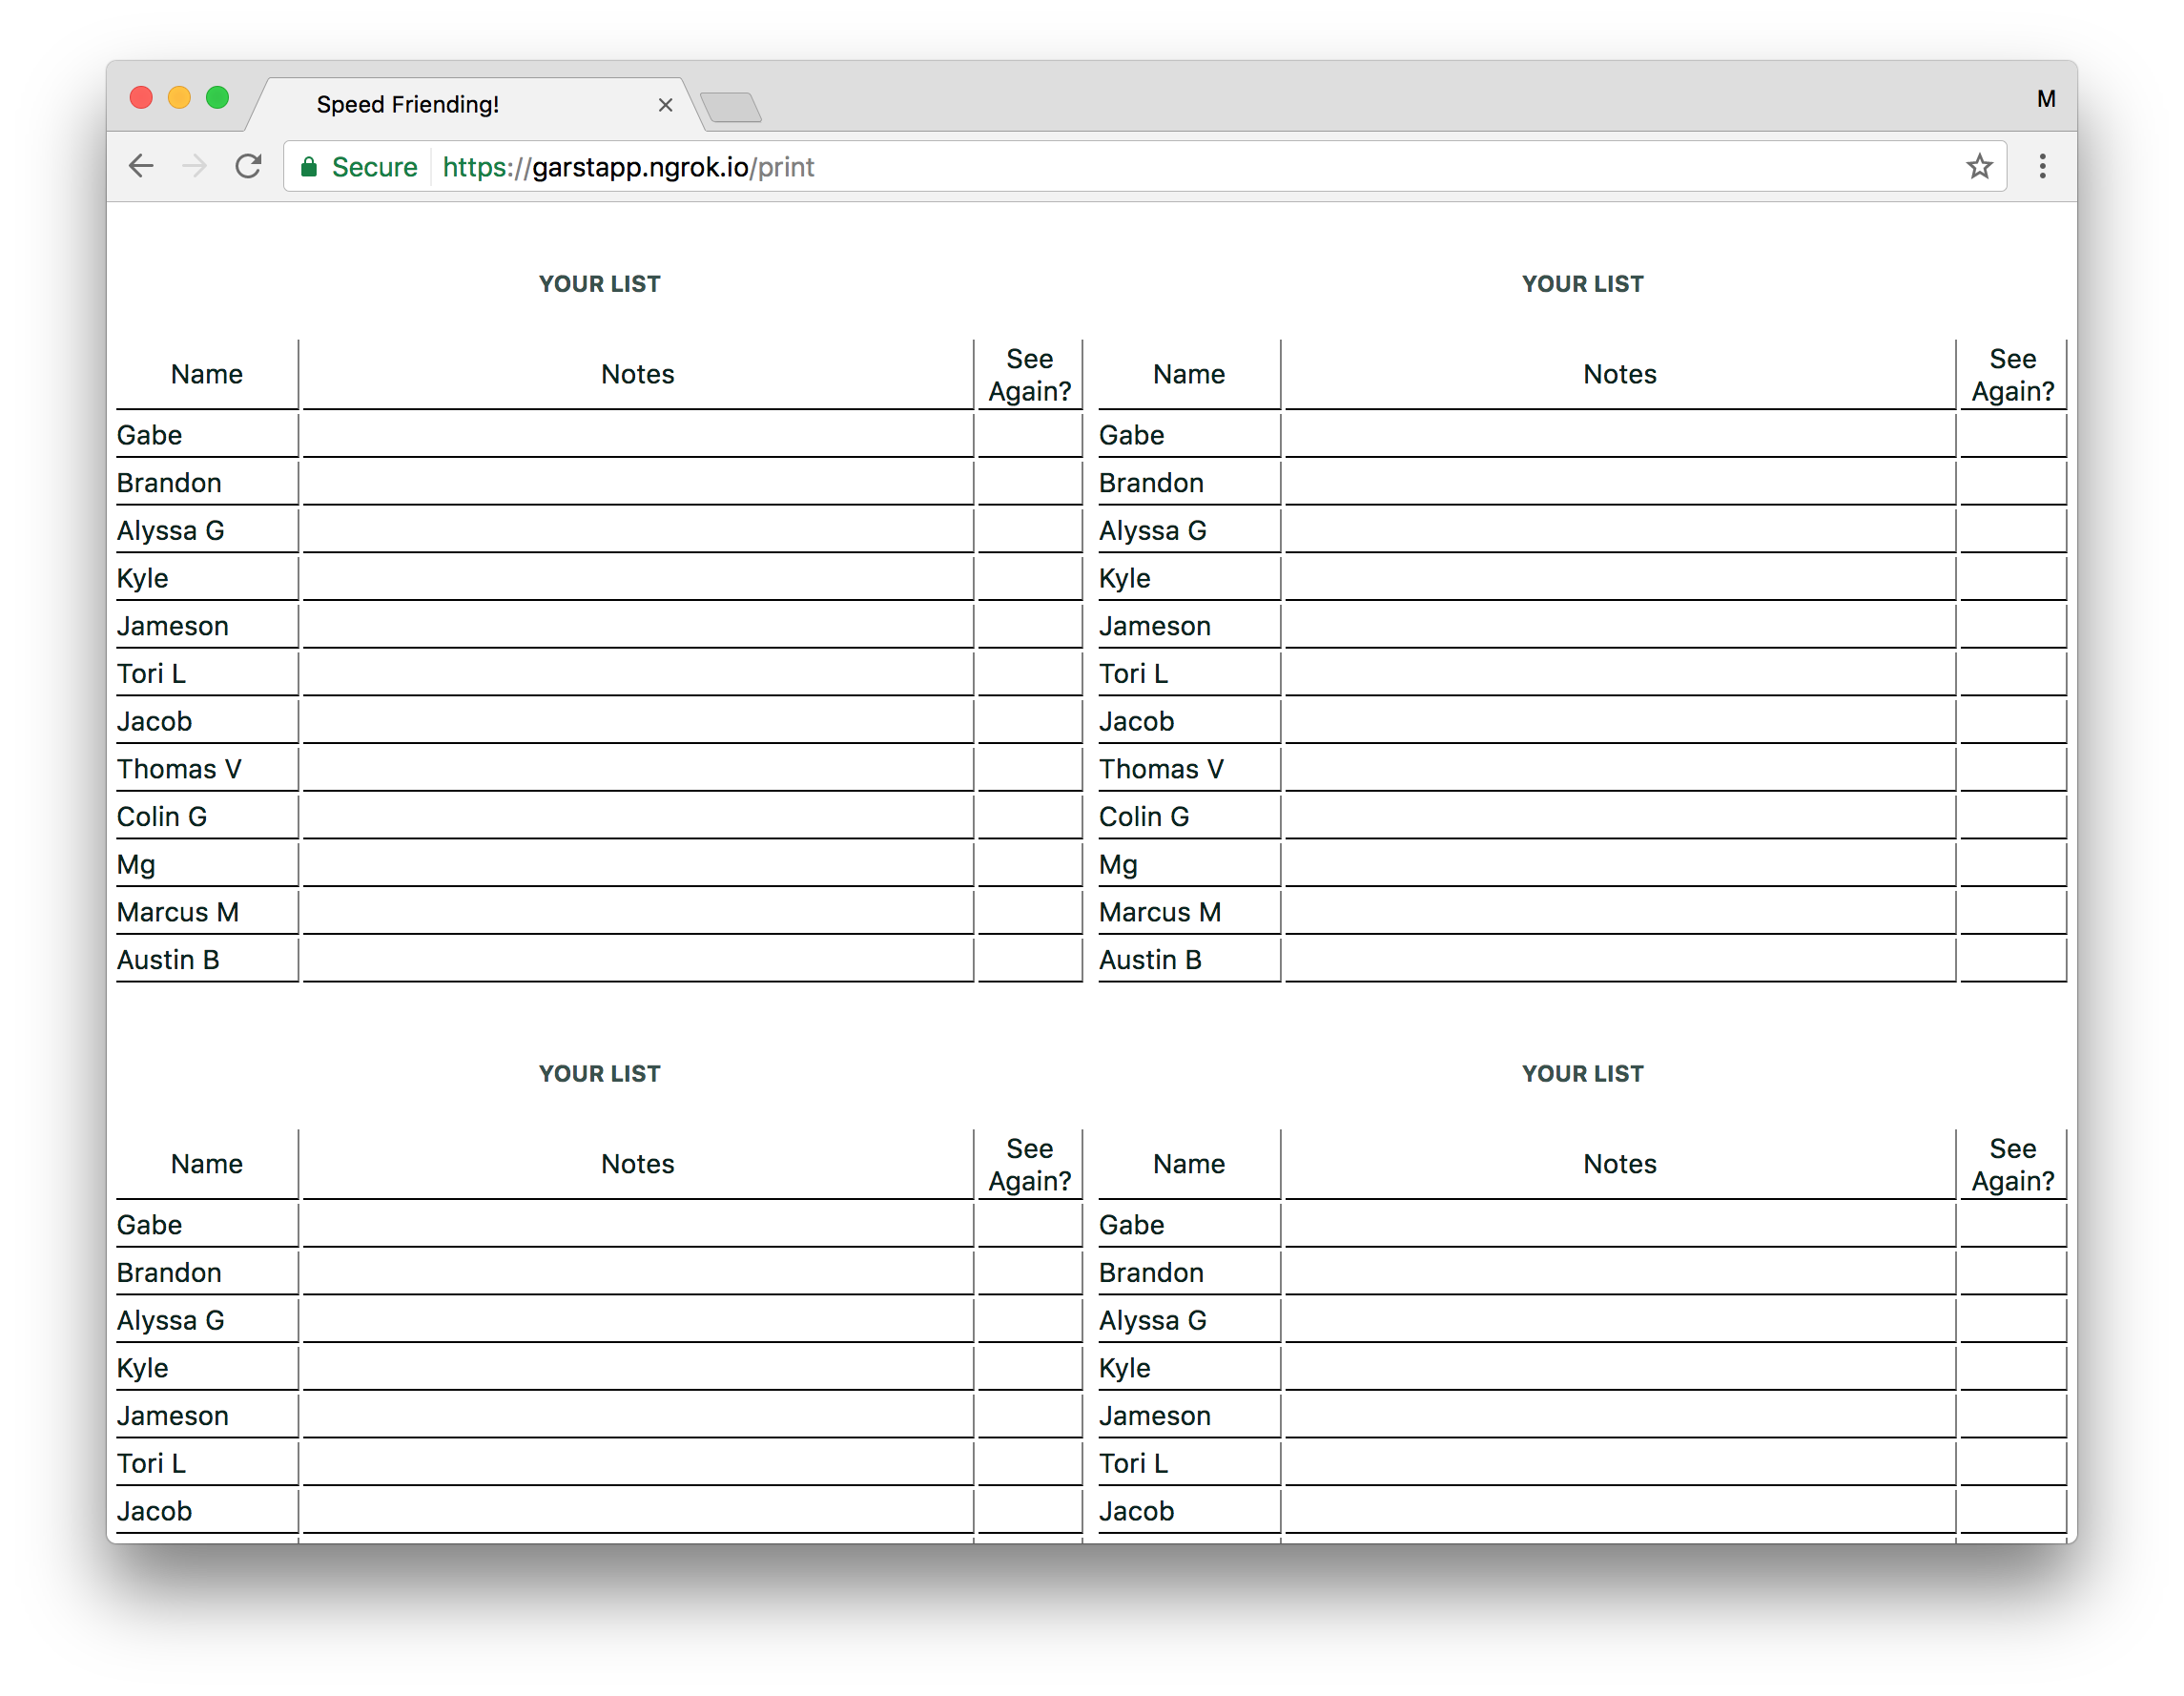 Speed Friending!
M
Secure https://garstapp.ngrok.io/print
YOUR LIST
Name Notes See Again?
Gabe
Brandon
Alyssa G
Kyle
Jameson
Tori L
Jacob
Thomas V
Colin G
Mg
Marcus M
Austin B
YOUR LIST
Name Notes See Again?
Gabe
Brandon
Alyssa G
Kyle
Jameson
Tori L
Jacob
Thomas V
Colin G
Mg
Marcus M
Austin B
YOUR LIST
Name Notes See Again?
Gabe
Brandon
Alyssa G
Kyle
Jameson
Tori L
Jacob
YOUR LIST
Name Notes See Again?
Gabe
Brandon
Alyssa G
Kyle
Jameson
Tori L
Jacob